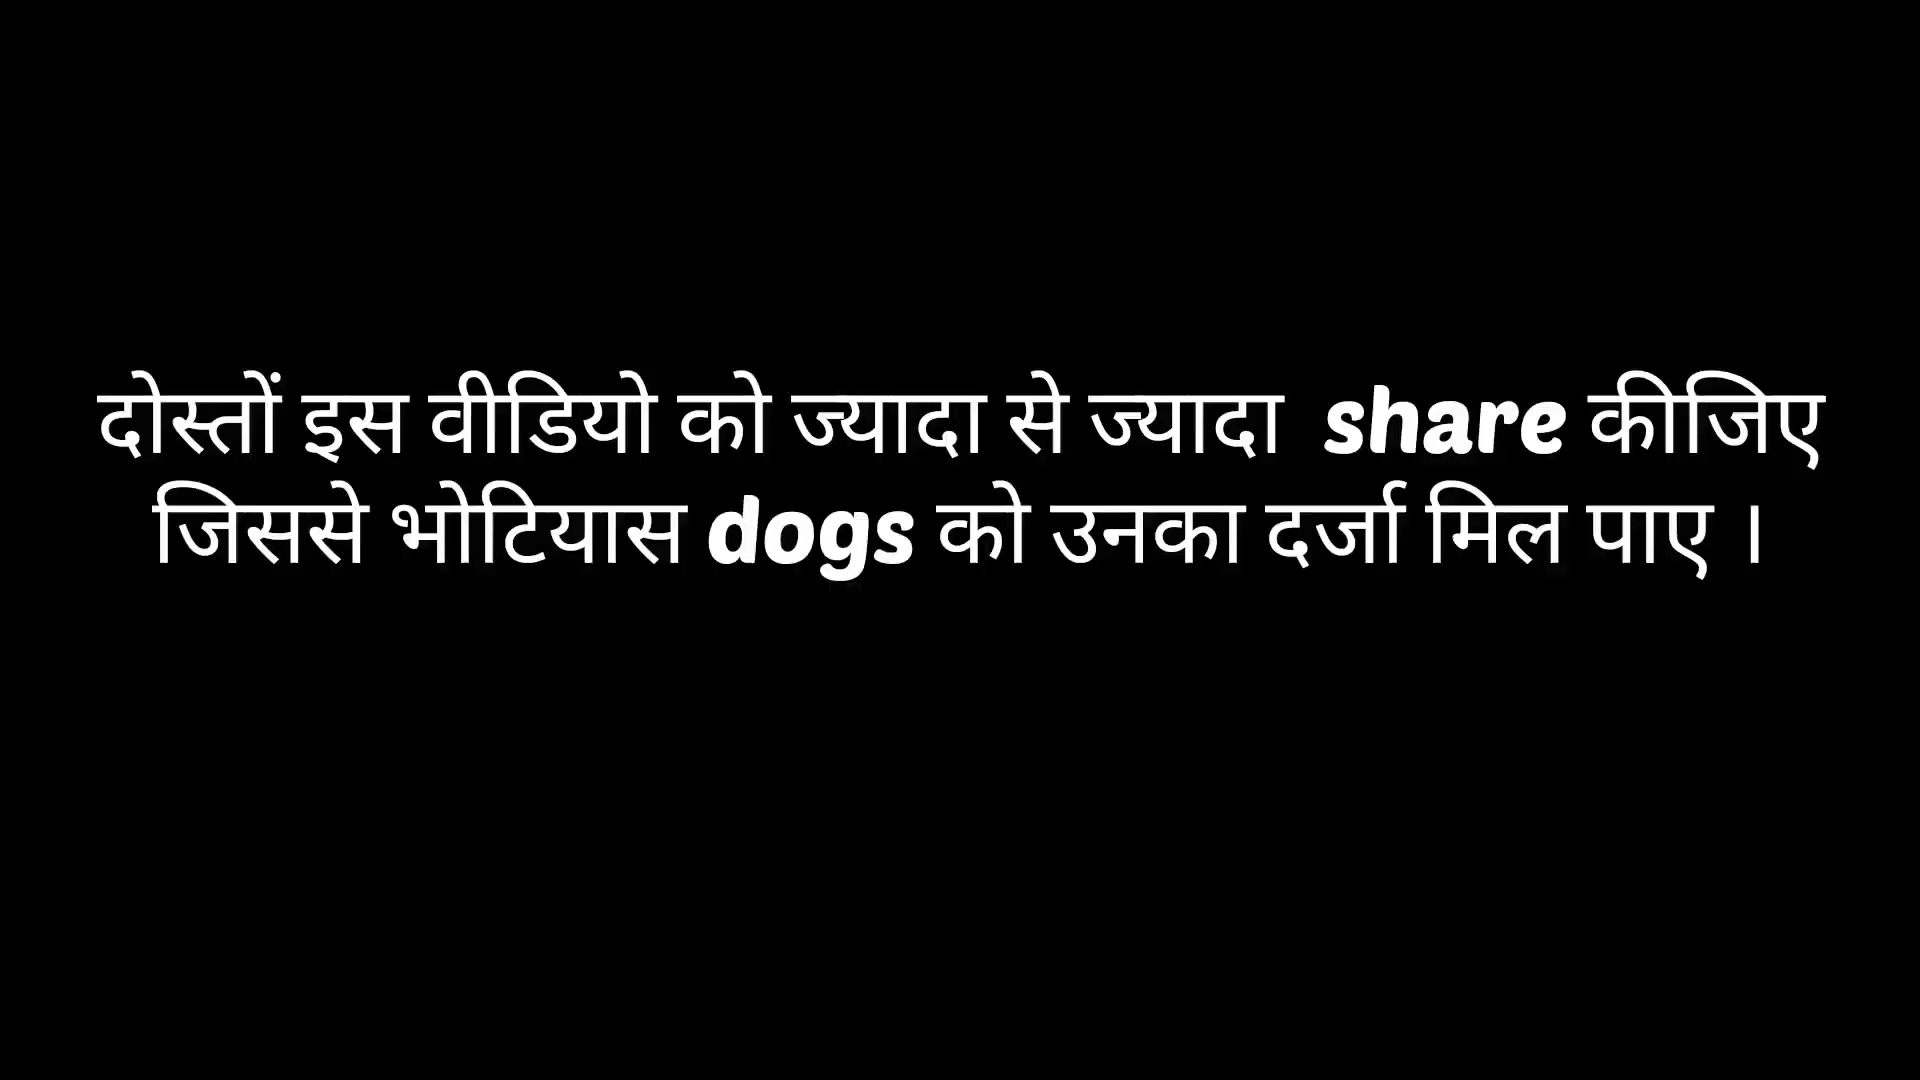 दोस्तों इस वीडियो को ज्यादा से ज्यादा share कीजिए
जिससे भोटियास dogs को उनका दर्जा मिल पाए ।